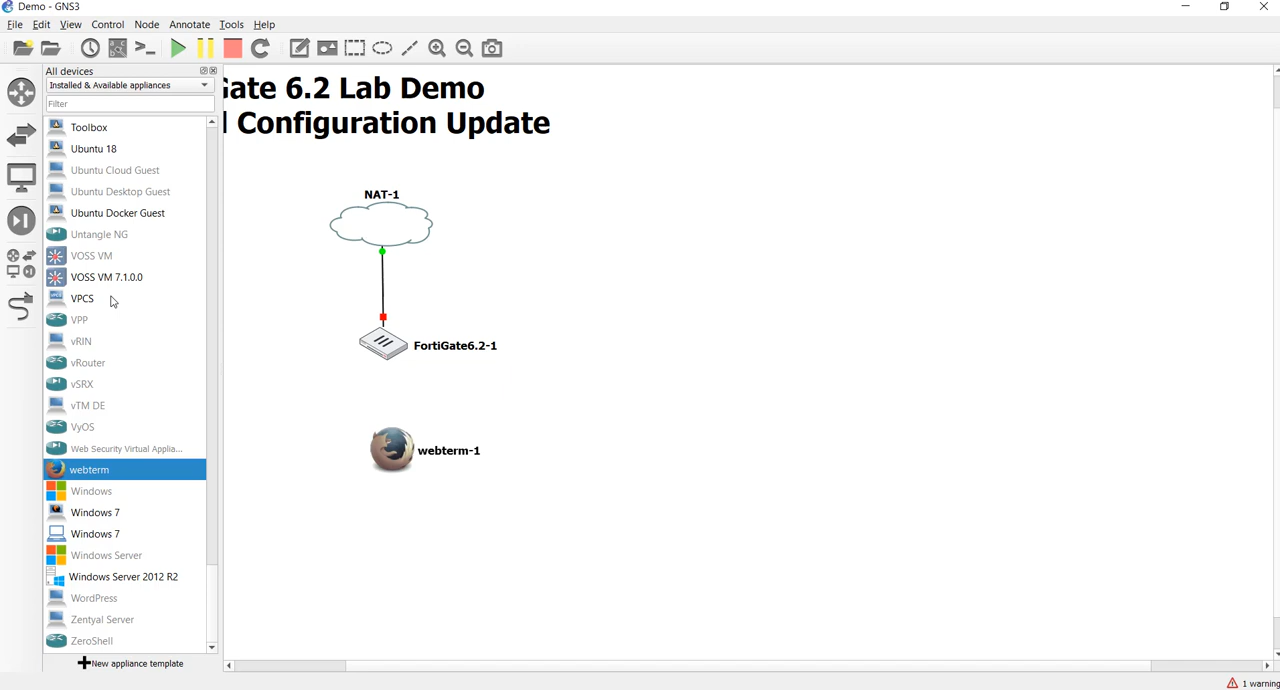 Demo - GNS3
File Edit View Control Node Annotate Tools Help
All devices
Installed & Available appliances
Filter
Toolbox
Ubuntu 18
Ubuntu Cloud Guest
Ubuntu Desktop Guest
Ubuntu Docker Guest
Untangle NG
VOSS VM
VOSS VM 7.1.0.0
VPCS
VPP
vRIN
vRouter
vSRX
vTM DE
VyOS
Web Security Virtual Applia...
webterm
Windows
Windows 7
Windows 7
Windows Server
Windows Server 2012 R2
WordPress
Zentyal Server
ZeroShell
New appliance template
Gate 6.2 Lab Demo
Configuration Update
NAT-1
FortiGate6.2-1
webterm-1
1 warning